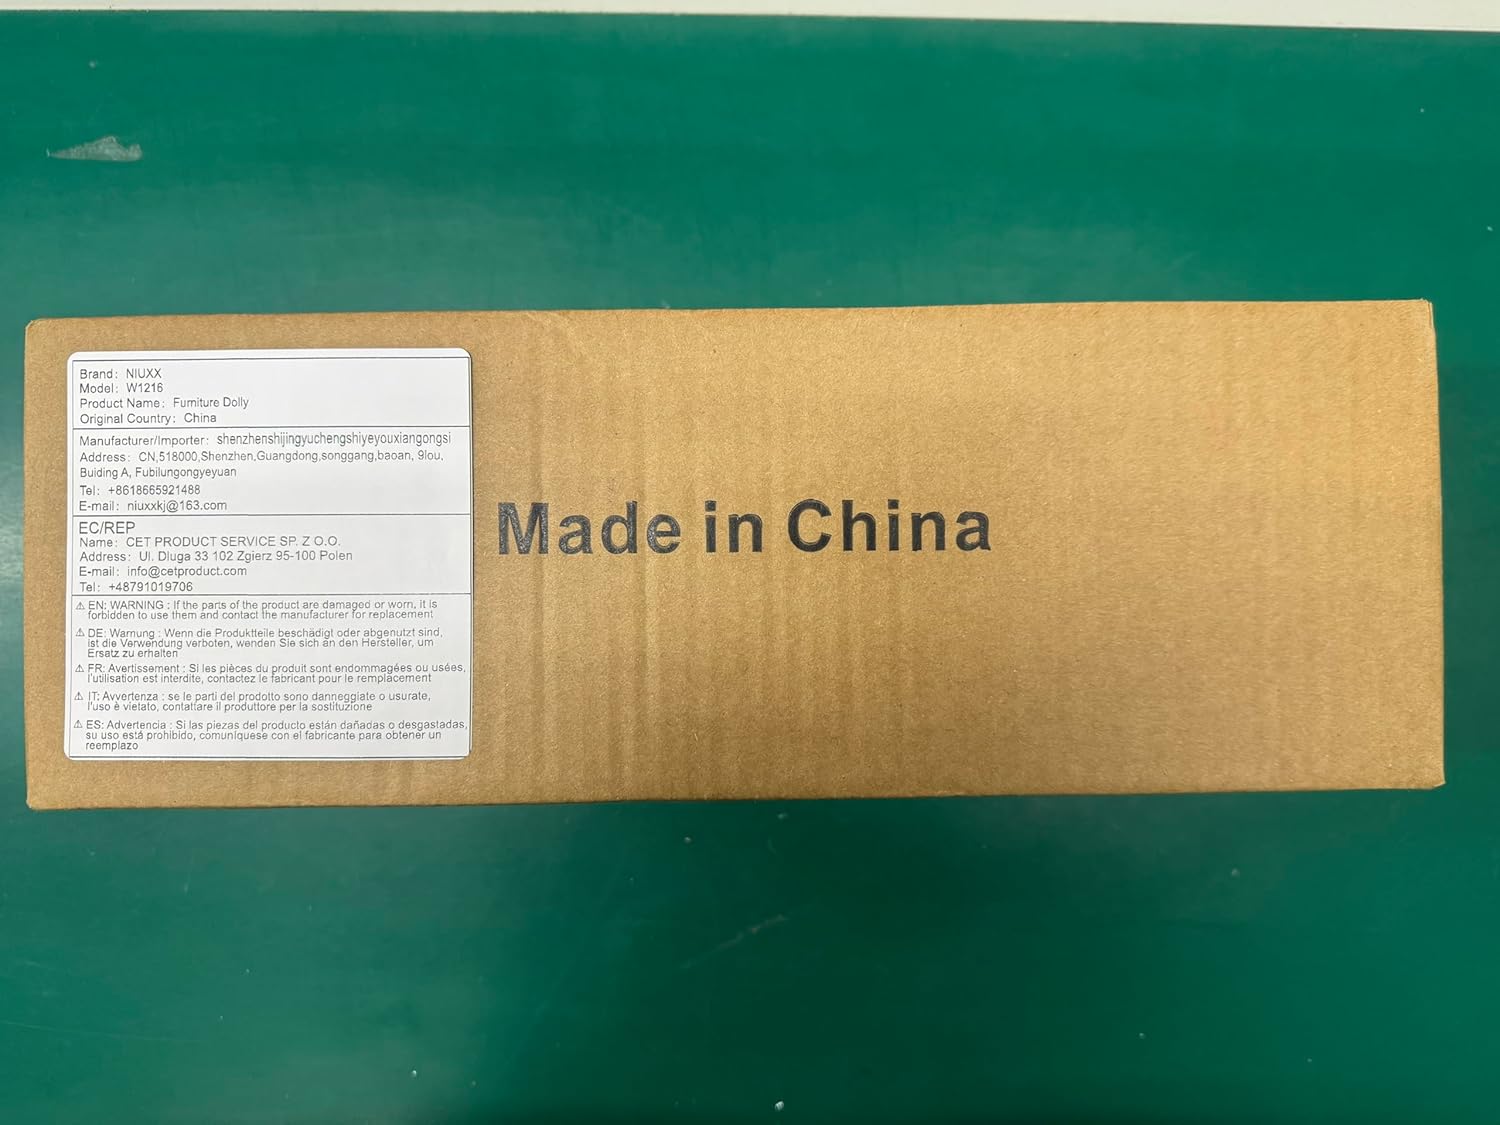 Brand: NIUXX
Model: W1216
Product Name: Furniture Dolly
Original Country: China
Manufacturer/Importer: shenzhenshijingyuchengshiyeyouxiangongsi
Address: CN,518000,Shenzhen,Guangdong,songgang,baoan, 9lou,
Buiding A, Fubilungongyeyuan
Tel: +8618665921488
E-mail: niuxxkj@163.com
EC/REP
Name: CET PRODUCT SERVICE SP. Z O.O.
Address: Ul. Dluga 33 102 Zgierz 95-100 Polen
E-mail: info@cetproduct.com
Tel: +48791019706
⚠ EN: WARNING : If the parts of the product are damaged or worn, it is
forbidden to use them and contact the manufacturer for replacement
⚠ DE: Warnung : Wenn die Produktteile beschädigt oder abgenutzt sind,
ist die Verwendung verboten, wenden Sie sich an den Hersteller, um
Ersatz zu erhalten
⚠ FR: Avertissement : Si les pièces du produit sont endommagées ou usées,
l'utilisation est interdite, contactez le fabricant pour le remplacement
⚠ IT: Avvertenza : se le parti del prodotto sono danneggiate o usurate,
l'uso è vietato, contattare il produttore per la sostituzione
⚠ ES: Advertencia : Si las piezas del producto están dañadas o desgastadas,
su uso está prohibido, comuníquese con el fabricante para obtener un
reemplazo
Made in China